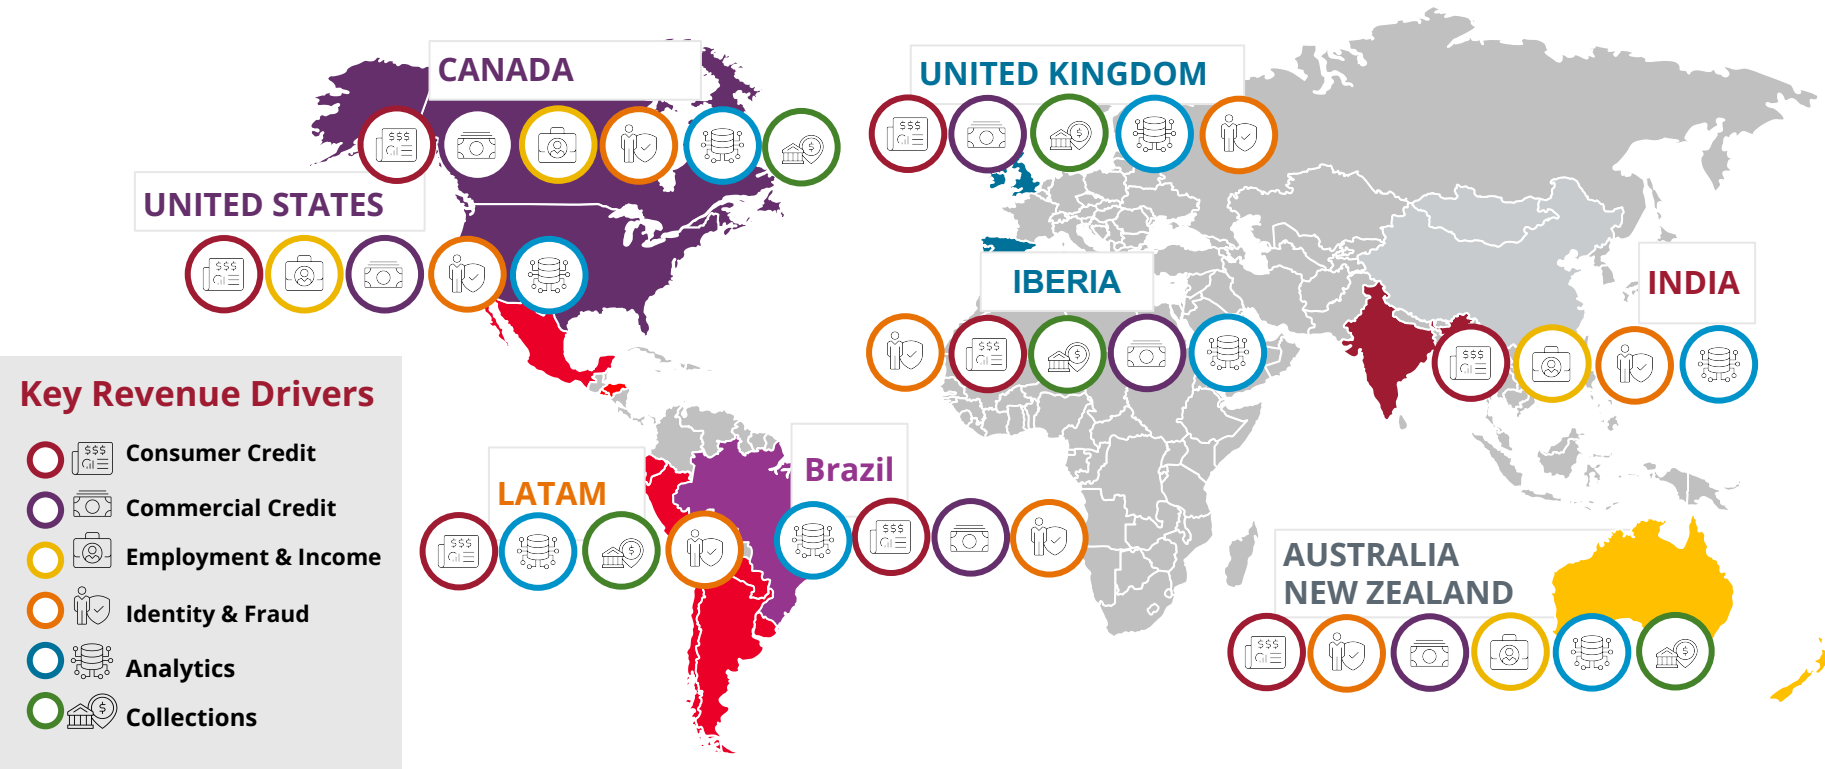 CANADA
UNITED STATES
UNITED KINGDOM
IBERIA
INDIA
LATAM
Brazil
AUSTRALIA
NEW ZEALAND
Key Revenue Drivers
$$$ Consumer Credit
Commercial Credit
Employment & Income
Identity & Fraud
Analytics
$ Collections